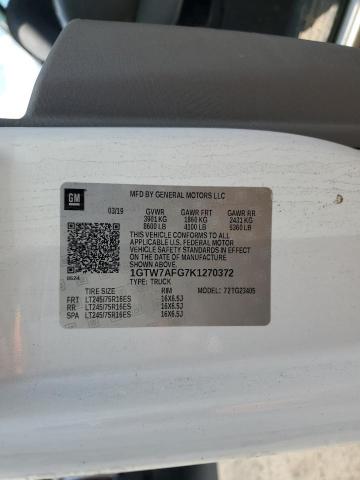 GM
MFD BY GENERAL MOTORS LLC
03/19 GVWR GAWR FRT GAWR RR
3901 KG 1860 KG 2431 KG
8600 LB 4100 LB 5360 LB
THIS VEHICLE CONFORMS TO ALL APPLICABLE
U.S. FEDERAL MOTOR VEHICLE SAFETY
STANDARDS IN EFFECT ON THE DATE OF MANUFACTURE
SHOWN ABOVE.
1GTW7AFG7K1270372
TYPE: TRUCK
TIRE SIZE RIM MODEL: 72TG23405
FRT LT245/75R16ES 16X6.5J
RR LT245/75R16ES 16X6.5J
SPA LT245/75R16ES 16X6.5J